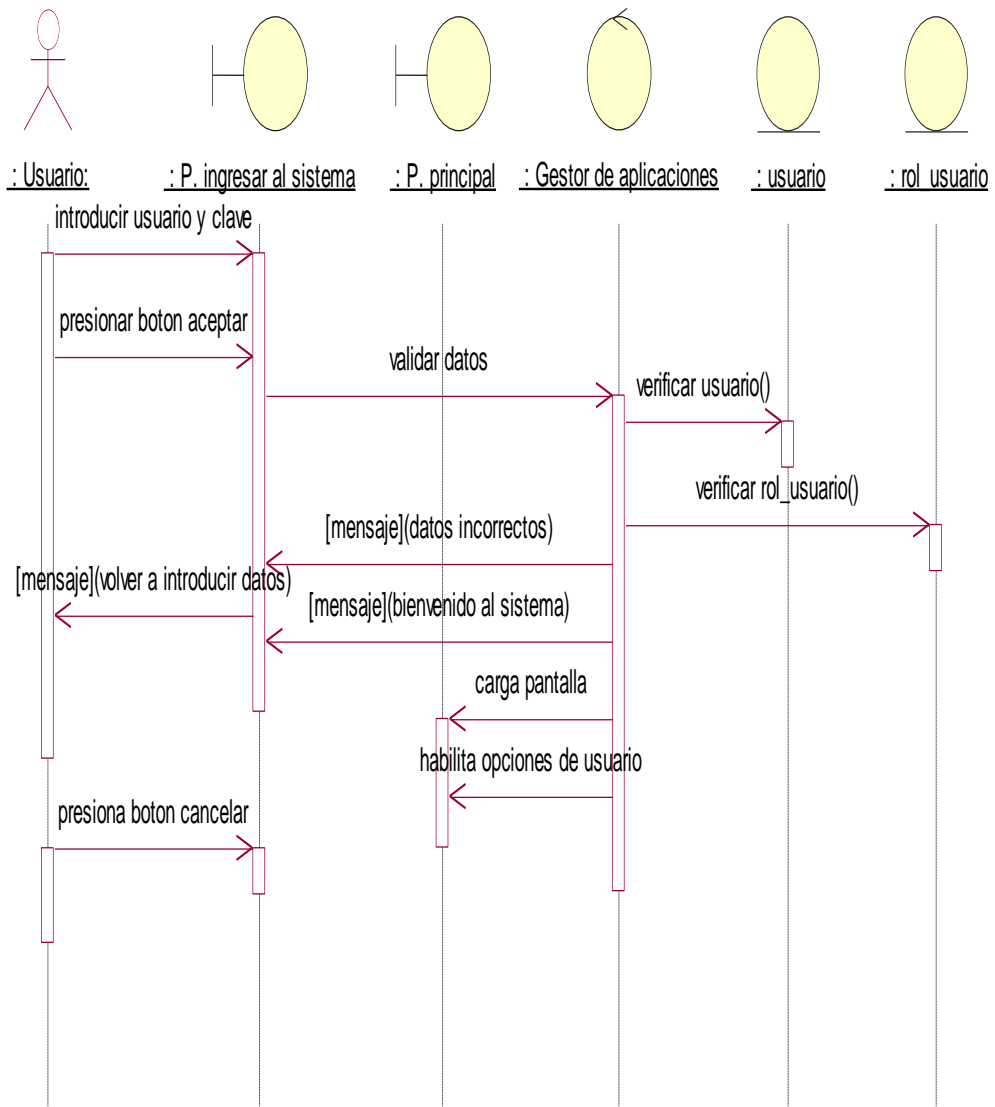 : Usuario:
: P. ingresar al sistema
: P. principal
: Gestor de aplicaciones
: usuario
: rol_usuario
introducir usuario y clave
presionar boton aceptar
validar datos
verificar usuario()
verificar rol_usuario()
[mensaje](datos incorrectos)
[mensaje](volver a introducir datos)
[mensaje](bienvenido al sistema)
carga pantalla
habilita opciones de usuario
presiona boton cancelar